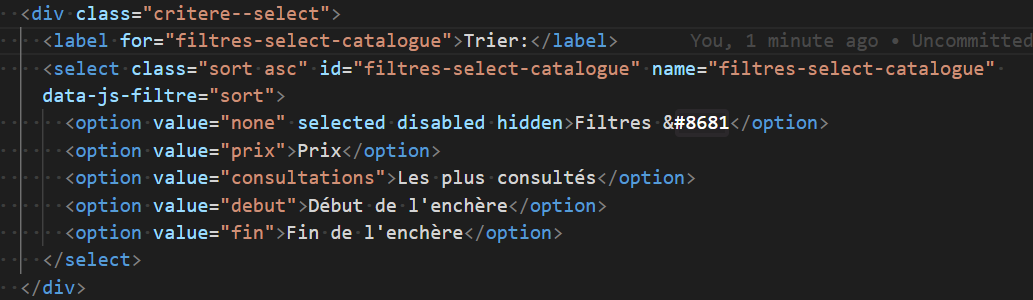 <div class="critere--select">
<label for="filtres-select-catalogue">Trier:</label> You, 1 minute ago • Uncommitted
<select class="sort asc" id="filtres-select-catalogue" name="filtres-select-catalogue"
data-js-filtre="sort">
<option value="none" selected disabled hidden>Filtres &#8681</option>
<option value="prix">Prix</option>
<option value="consultations">Les plus consultés</option>
<option value="debut">Début de l'enchère</option>
<option value="fin">Fin de l'enchère</option>
</select>
</div>